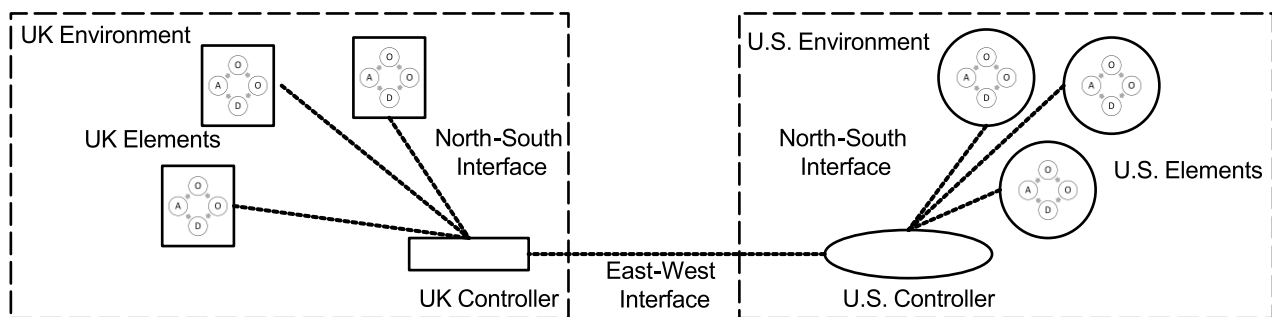 UK Environment
O
A O
D
O
A O
D
UK Elements
O
A O
D
North-South
Interface
UK Controller
East-West
Interface
U.S. Environment
O
A O
D
O
A O
D
North-South
Interface
O
A O
D
U.S. Elements
U.S. Controller